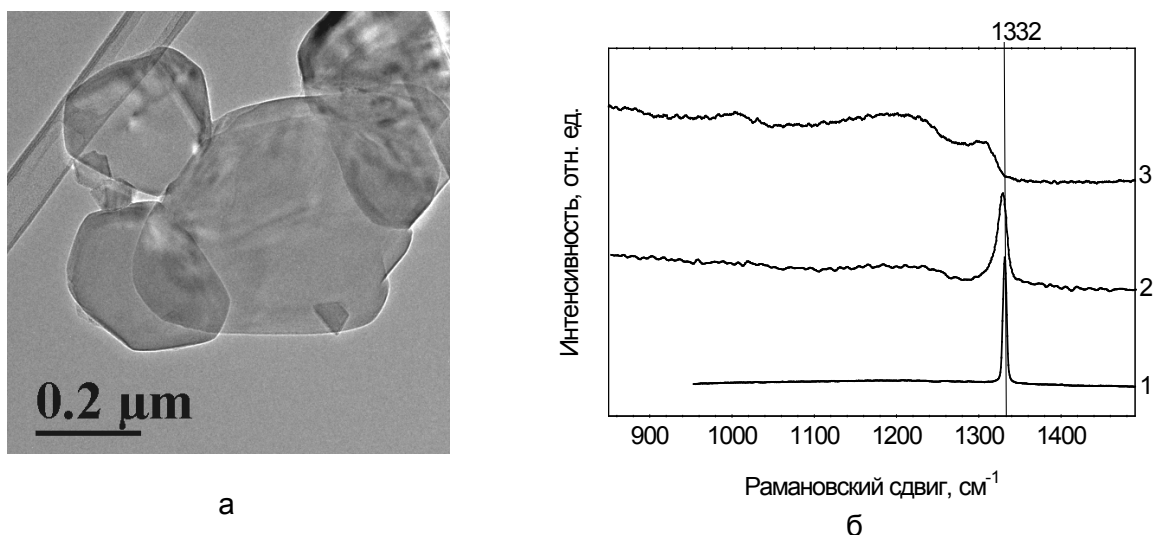 0.2 μm
а
1332
Интенсивность, отн. ед.
3
2
1
900 1000 1100 1200 1300 1400
Рамановский сдвиг, см⁻¹
б